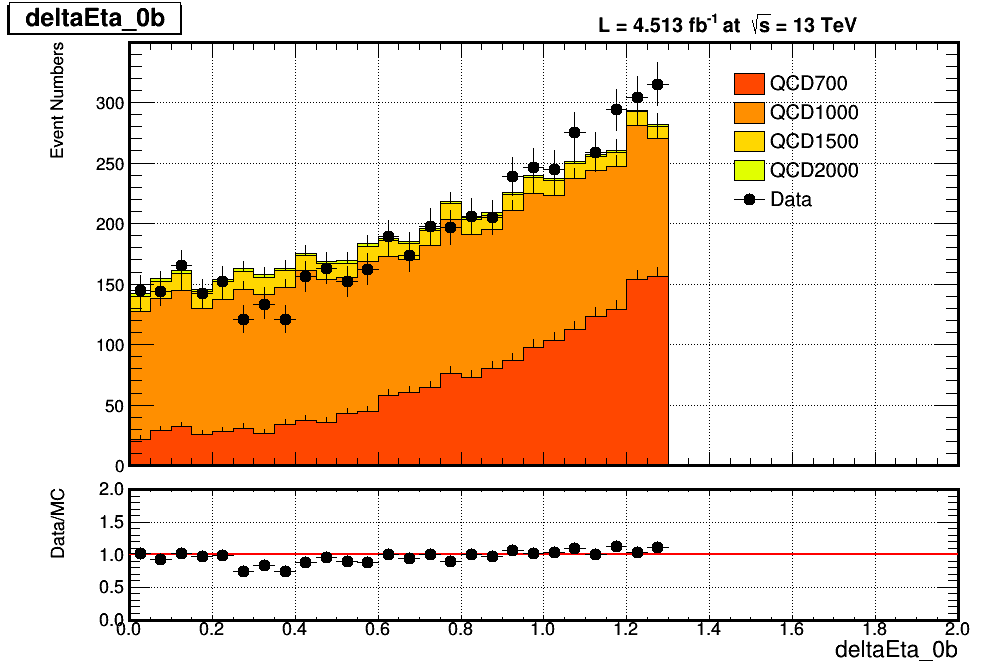 deltaEta_0b
L = 4.513 fb-1 at √s = 13 TeV
Event Numbers
300
250
200
150
100
50
0
QCD700
QCD1000
QCD1500
QCD2000
Data
Data/MC
2.0
1.5
1.0
0.5
0.0
0.0 0.2 0.4 0.6 0.8 1.0 1.2 1.4 1.6 1.8 2.0
deltaEta_0b